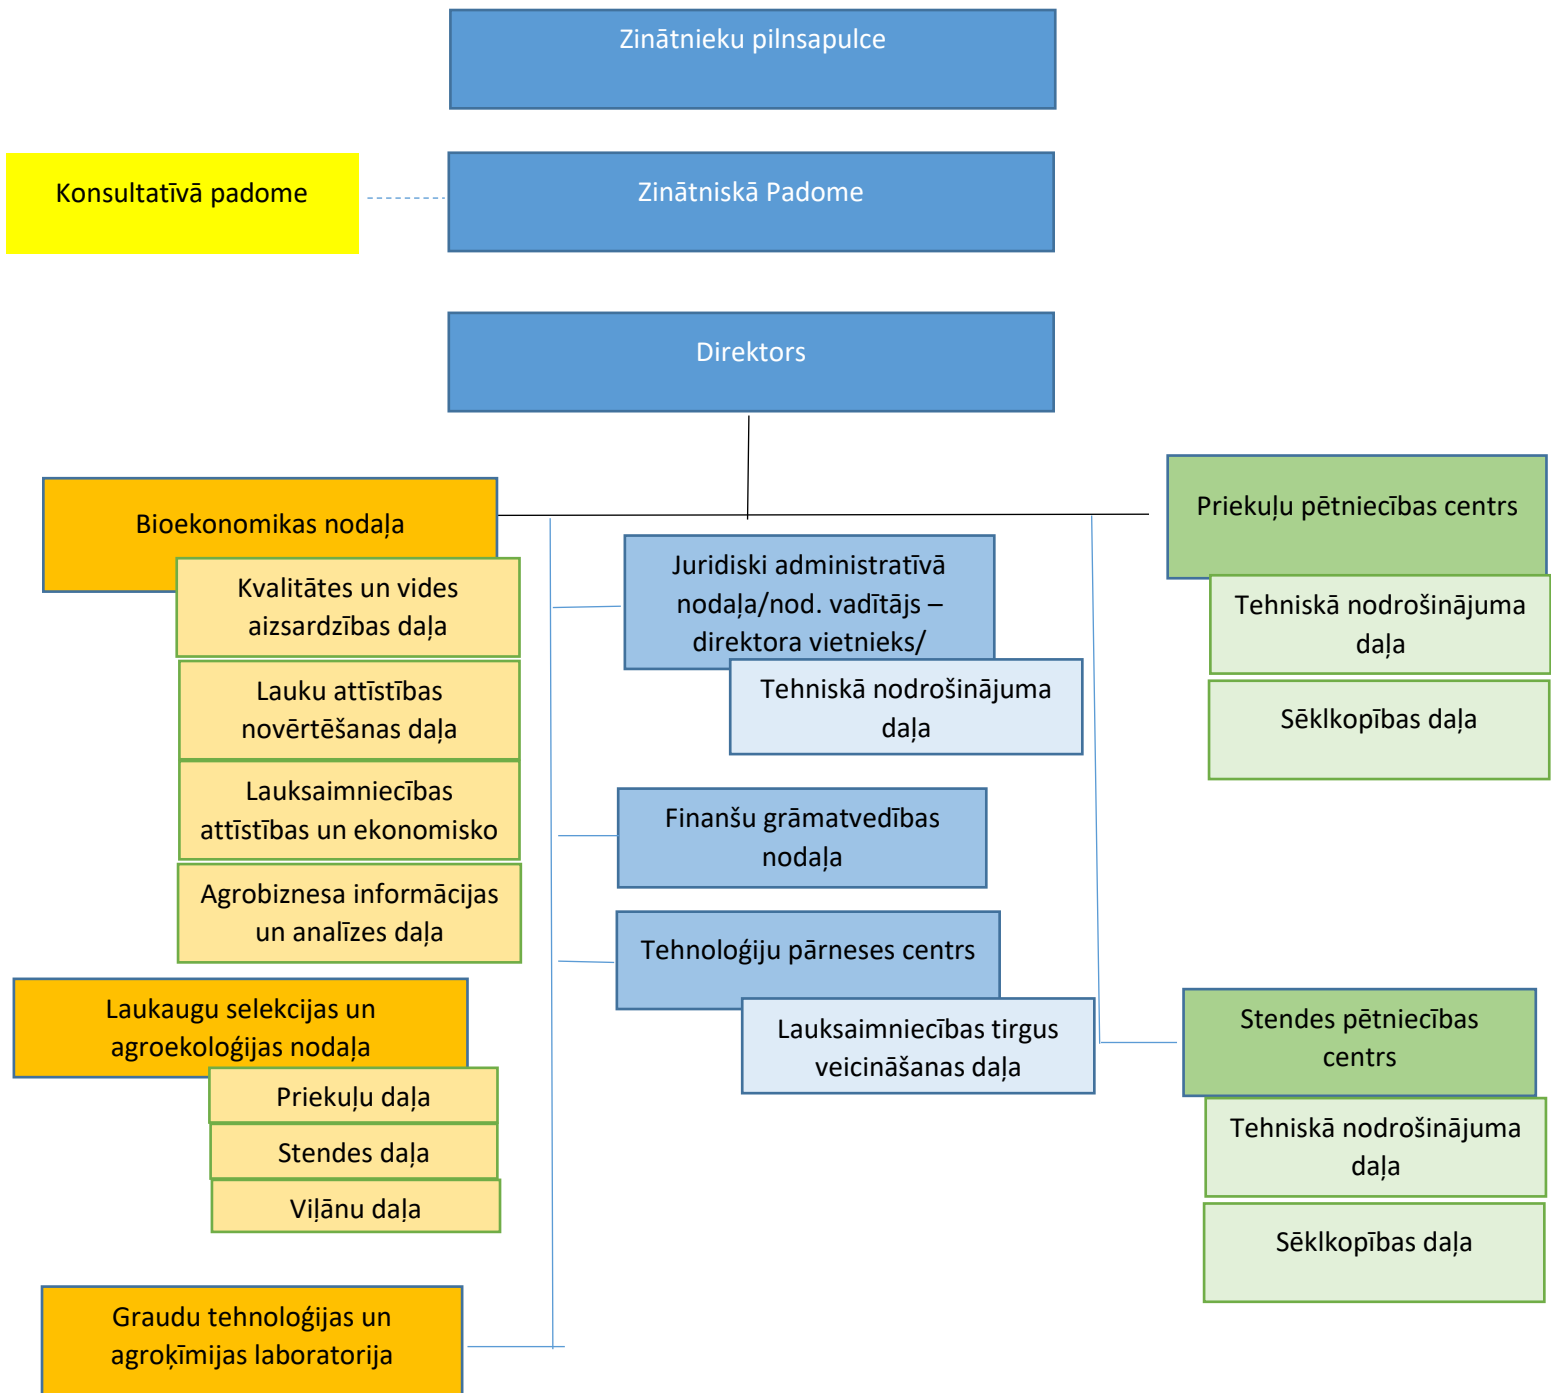 Zinātnieku pilnsapulce
Konsultatīvā padome
Zinātniskā Padome
Direktors
Bioekonomikas nodaļa
Kvalitātes un vides
aizsardzības daļa
Lauku attīstības
novērtēšanas daļa
Lauksaimniecības
attīstības un ekonomisko
Agrobiznesa informācijas
un analīzes daļa
Laukaugu selekcijas un
agroekoloģijas nodaļa
Priekuļu daļa
Stendes daļa
Viļānu daļa
Graudu tehnoloģijas un
agroķīmijas laboratorija
Juridiski administratīvā
nodaļa/nod. vadītājs –
direktora vietnieks/
Tehniskā nodrošinājuma
daļa
Finanšu grāmatvedības
nodaļa
Tehnoloģiju pārneses centrs
Lauksaimniecības tirgus
veicināšanas daļa
Priekuļu pētniecības centrs
Tehniskā nodrošinājuma
daļa
Sēklkopības daļa
Stendes pētniecības
centrs
Tehniskā nodrošinājuma
daļa
Sēklkopības daļa